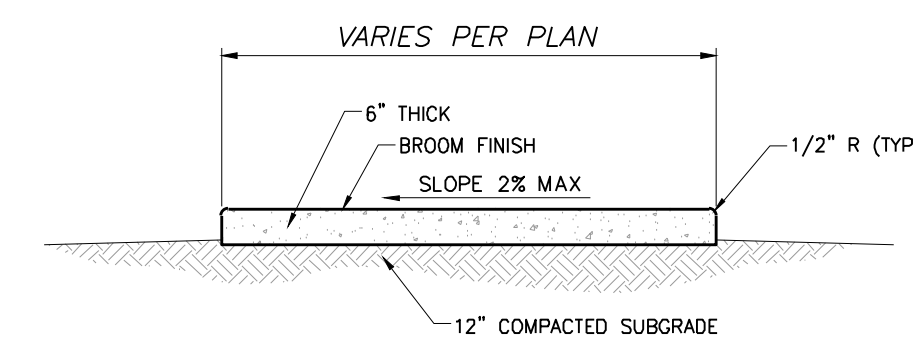 VARIES PER PLAN
6" THICK
BROOM FINISH
1/2" R (TYP
SLOPE 2% MAX
12" COMPACTED SUBGRADE